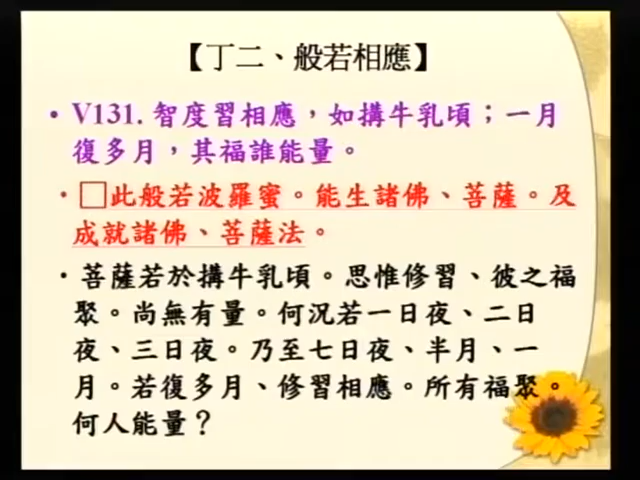 【丁二、般若相應】
• V131. 智度習相應，如搆牛乳頃；一月
復多月，其福誰能量。
• □此般若波羅蜜。能生諸佛、菩薩。及
成就諸佛、菩薩法。
• 菩薩若於搆牛乳頃。思惟修習、彼之福
聚。尚無有量。何況若一日夜、二日
夜、三日夜。乃至七日夜、半月、一
月。若復多月、修習相應。所有福聚。
何人能量？